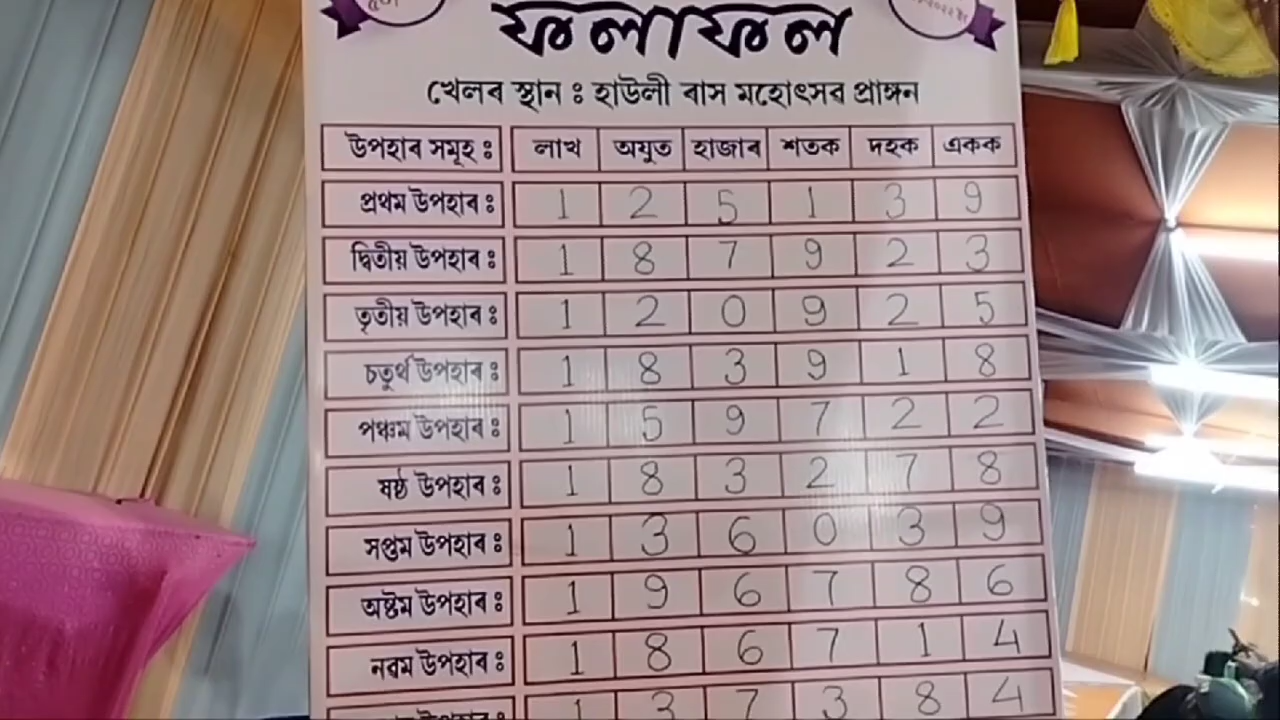 ফলাফল
খেলৰ স্থান ঃ হাউলী ৰাস মহোৎসৱ প্ৰাঙ্গন
উপহাৰ সমূহ ঃ লাখ অযুত হাজাৰ শতক দহক একক
প্ৰথম উপহাৰ ঃ 1 2 5 1 3 9
দ্বিতীয় উপহাৰ ঃ 1 8 7 9 2 3
তৃতীয় উপহাৰ ঃ 1 2 0 9 2 5
চতুৰ্থ উপহাৰ ঃ 1 8 3 9 1 8
পঞ্চম উপহাৰ ঃ 1 5 9 7 2 2
ষষ্ঠ উপহাৰ ঃ 1 8 3 2 7 8
সপ্তম উপহাৰ ঃ 1 3 6 0 3 9
অষ্টম উপহাৰ ঃ 1 9 6 7 8 6
নৱম উপহাৰ ঃ 1 8 6 7 1 4
1 3 7 3 8 4